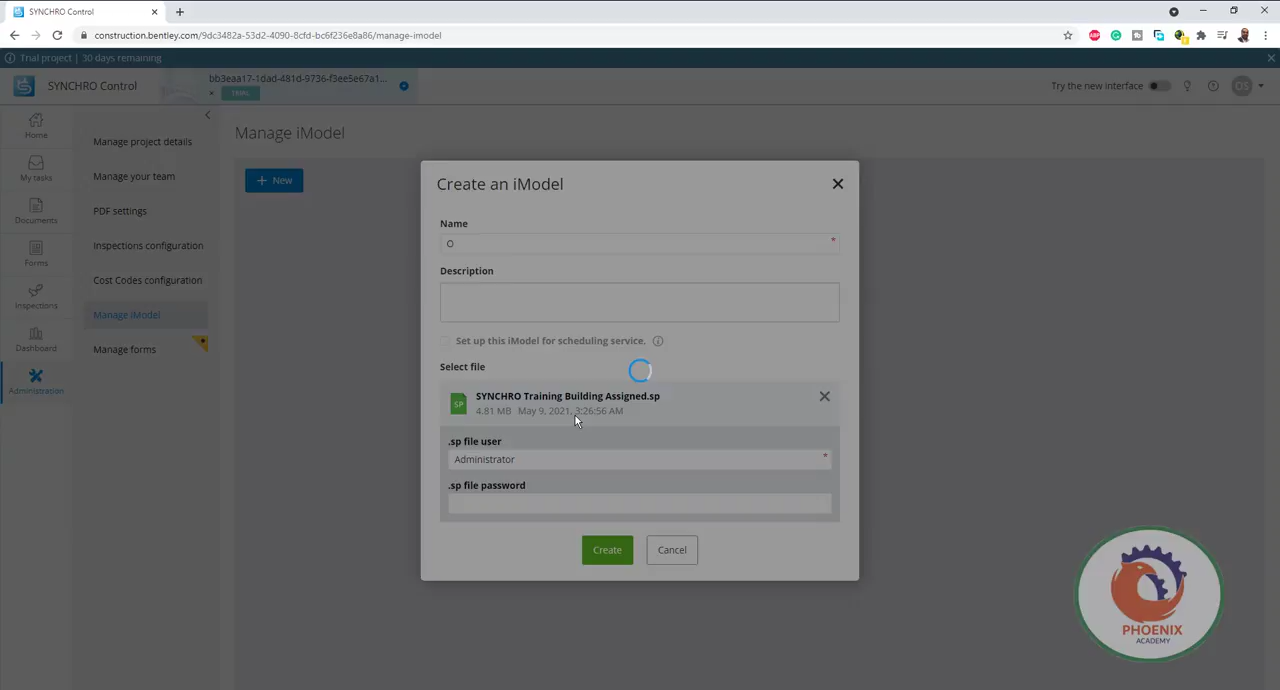 SYNCHRO Control
construction.bentley.com/9dc3482a-53d2-4090-8cfd-bc6f236e8a86/manage-imodel
ABP
Trial project | 30 days remaining
SYNCHRO Control
bb3eaa17-1dad-481d-9736-f3ee5e67a1...
TRIAL
Try the new interface
OS
Home
My tasks
Documents
Forms
Inspections
Dashboard
Administration
Manage project details
Manage your team
PDF settings
Inspections configuration
Cost Codes configuration
Manage iModel
Manage forms
Manage iModel
+ New
Create an iModel
Name
O
*
Description
Set up this iModel for scheduling service.
Select file
SP
SYNCHRO Training Building Assigned.sp
4.81 MB May 9, 2021, 3:26:56 AM
.sp file user
Administrator
*
.sp file password
Create
Cancel
PHOENIX
ACADEMY